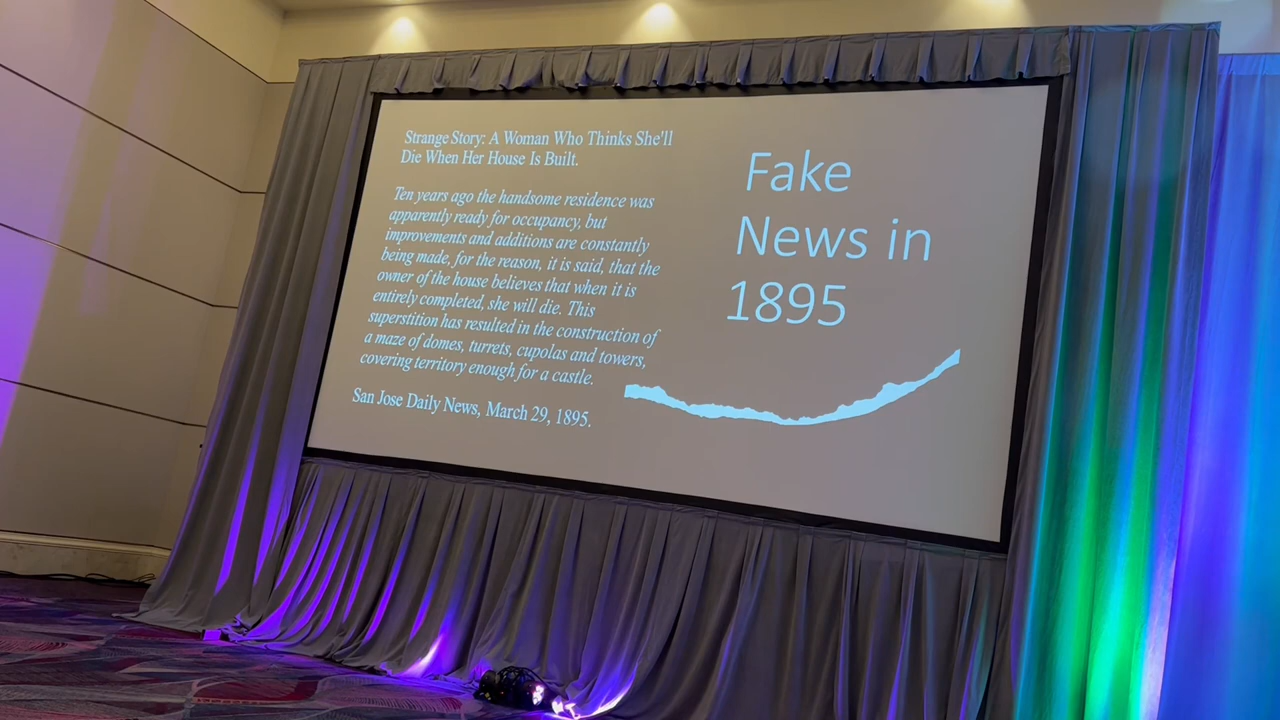 Strange Story: A Woman Who Thinks She'll
Die When Her House Is Built.
Ten years ago the handsome residence was
apparently ready for occupancy, but
improvements and additions are constantly
being made, for the reason, it is said, that the
owner of the house believes that when it is
entirely completed, she will die. This
superstition has resulted in the construction of
a maze of domes, turrets, cupolas and towers,
covering territory enough for a castle.
San Jose Daily News, March 29, 1895.
Fake
News in
1895